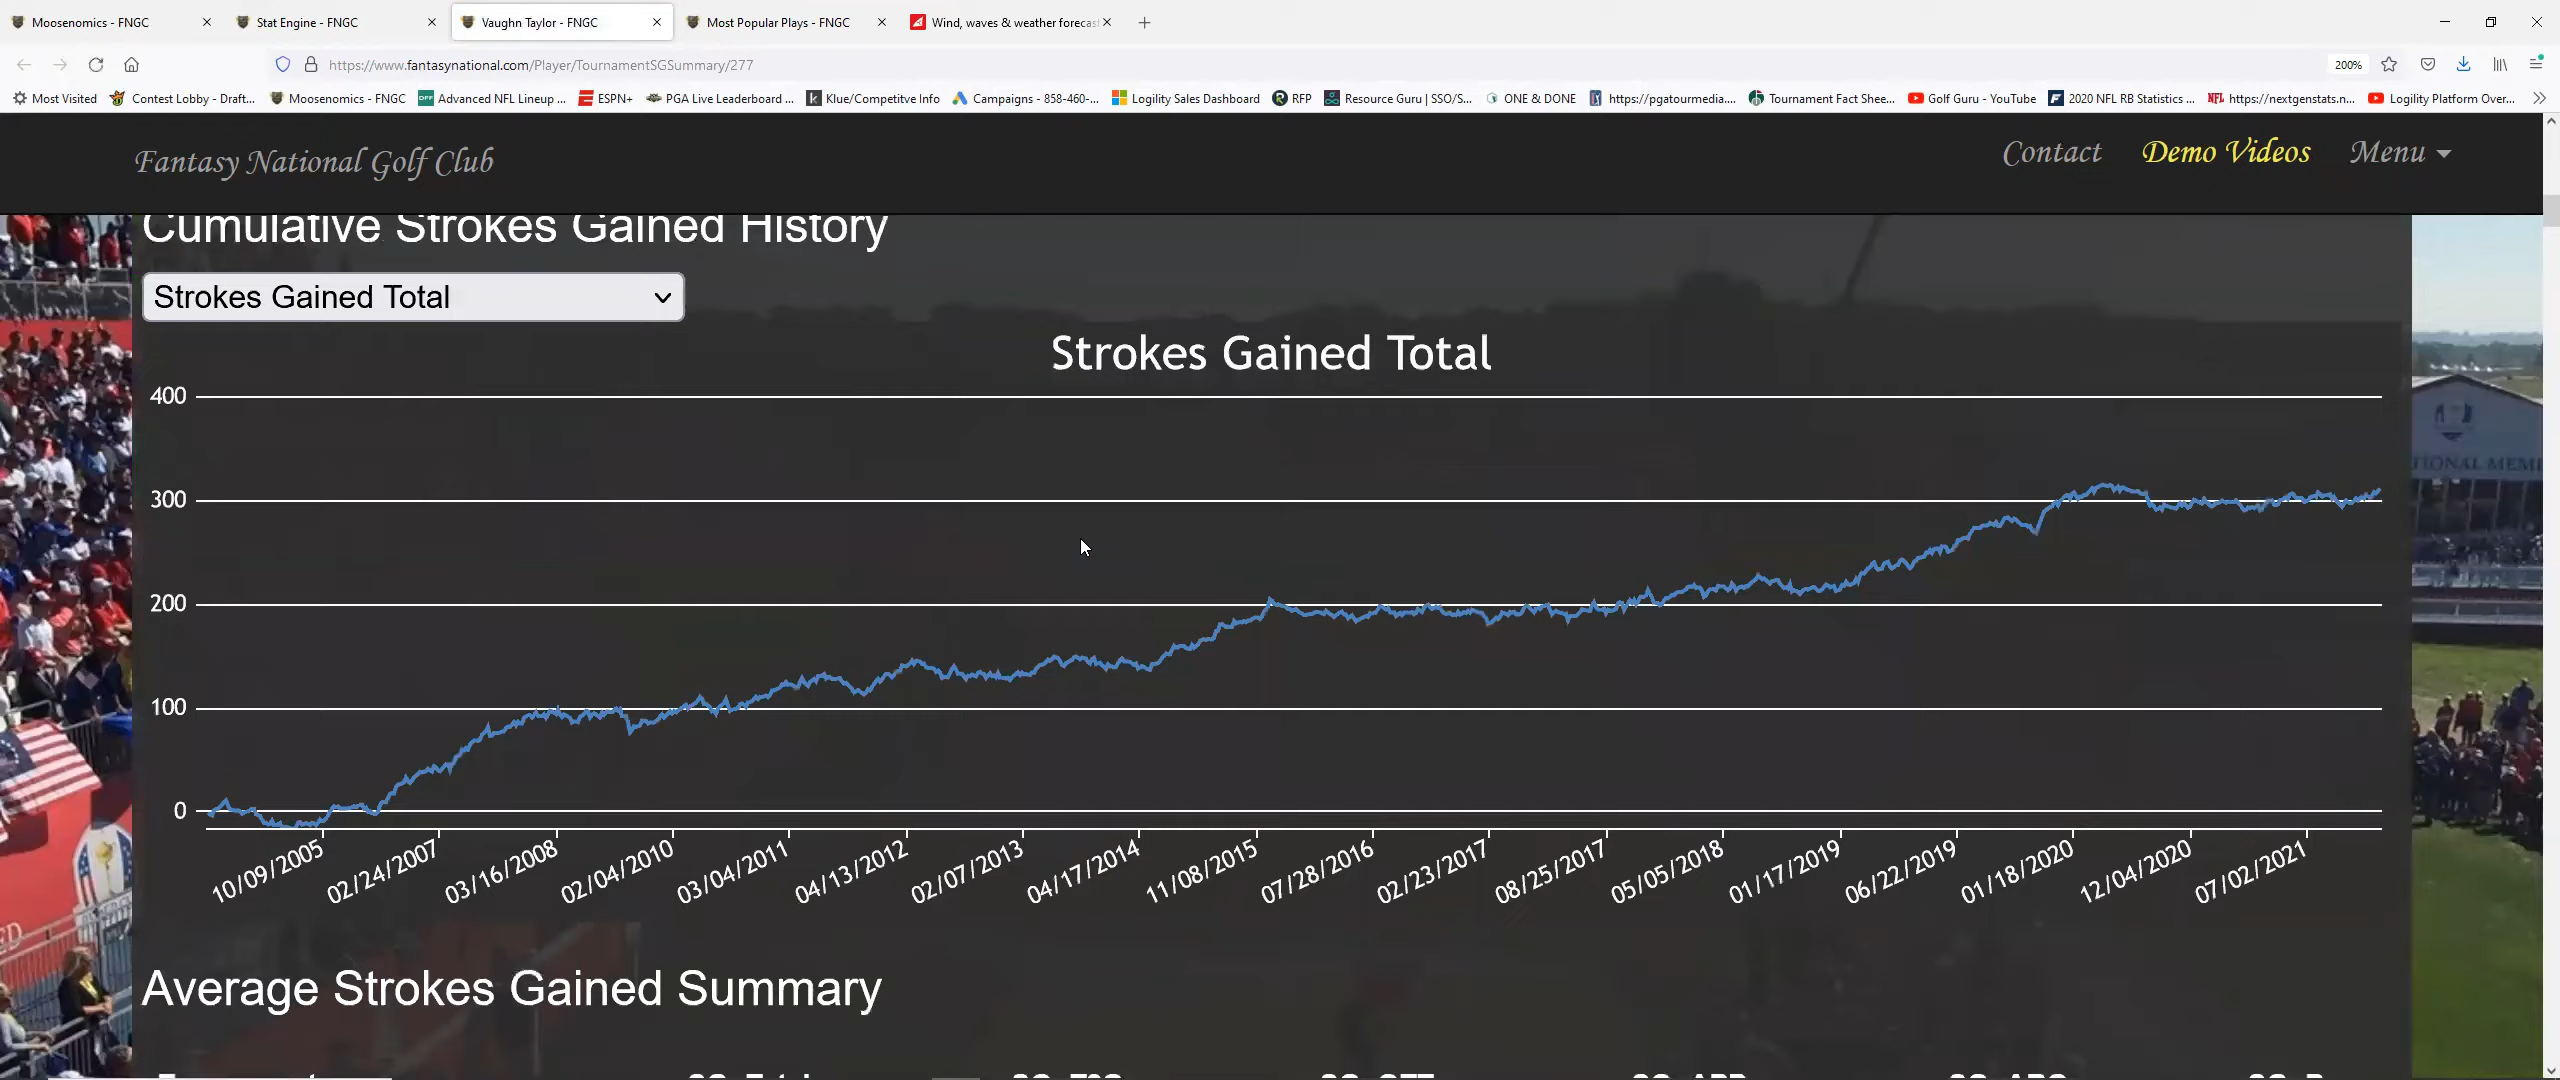 Moosenomics - FNGC
Stat Engine - FNGC
Vaughn Taylor - FNGC
Most Popular Plays - FNGC
Wind, waves & weather forecas
https://www.fantasynational.com/Player/TournamentSGSummary/277
200%
Most Visited
Contest Lobby - Draft...
Moosenomics - FNGC
Advanced NFL Lineup ...
ESPN+
PGA Live Leaderboard ...
Klue/Competitve Info
Campaigns - 858-460-...
Logility Sales Dashboard
RFP
Resource Guru | SSO/S...
ONE & DONE
https://pgatourmedia....
Tournament Fact Shee...
Golf Guru - YouTube
2020 NFL RB Statistics ...
https://nextgenstats.n...
Logility Platform Over...
Fantasy National Golf Club
Contact
Demo Videos
Menu
Cumulative Strokes Gained History
Strokes Gained Total
Strokes Gained Total
400
300
200
100
0
10/09/2005
02/24/2007
03/16/2008
02/04/2010
03/04/2011
04/13/2012
02/07/2013
04/17/2014
11/08/2015
07/28/2016
02/23/2017
08/25/2017
05/05/2018
01/17/2019
06/22/2019
01/18/2020
12/04/2020
07/02/2021
Average Strokes Gained Summary